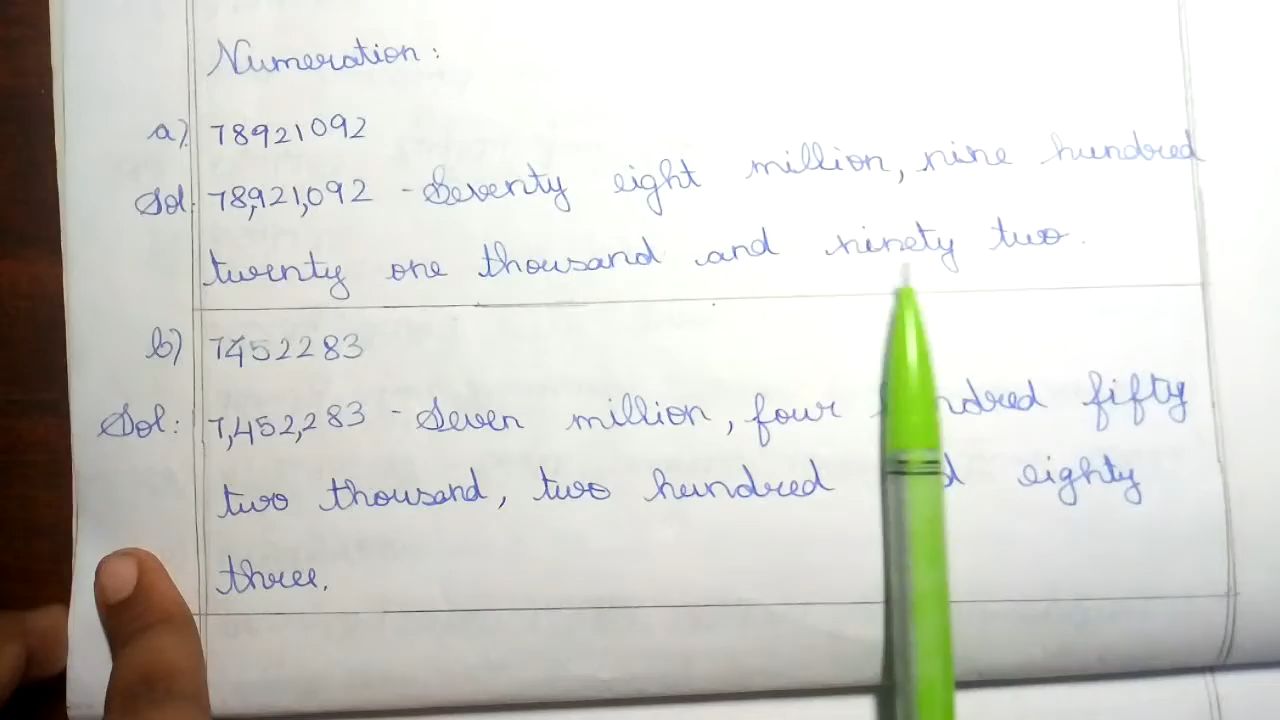 Numeration :
a) 78921092
Sol: 78,921,092 - Seventy eight million, nine hundred
twenty one thousand and ninety two.
b) 7452283
Sol: 7,452,283 - Seven million, four fifty
two thousand, two hundred eighty
three.